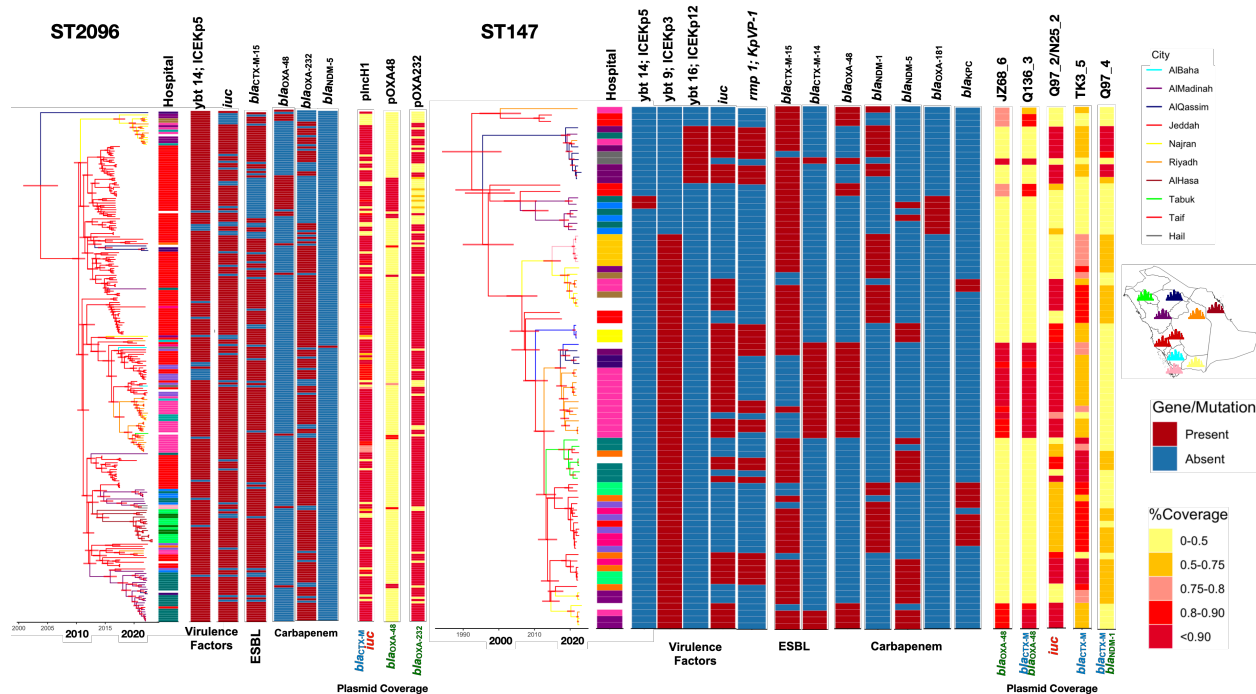 ST2096
Hospital
ybt 14; ICEKp5
iuc
blaCTX-M-15
blaOXA-48
blaOXA-232
blaNDM-5
pIncH1
pOXA48
pOXA232
2000
2005
2010
2015
2020
Virulence
Factors
ESBL
Carbapenem
blaCTX-M
iuc
blaOXA-48
blaOXA-232
Plasmid Coverage
ST147
Hospital
ybt 14; ICEKp5
ybt 9; ICEKp3
ybt 16; ICEKp12
iuc
rmp 1; KpVP-1
blaCTX-M-15
blaCTX-M-14
blaOXA-48
blaNDM-1
blaNDM-5
blaOXA-181
blaKPC
JZ68_6
Q136_3
Q97_2/N25_2
TK3_5
Q97_4
1990
2000
2010
2020
Virulence
Factors
ESBL
Carbapenem
blaOXA-48
blaCTX-M
blaOXA-48
iuc
blaCTX-M
blaCTX-M
blaNDM-1
Plasmid Coverage
City
AlBaha
AlMadinah
AlQassim
Jeddah
Najran
Riyadh
AlHasa
Tabuk
Taif
Hail
Gene/Mutation
Present
Absent
%Coverage
0-0.5
0.5-0.75
0.75-0.8
0.8-0.90
<0.90